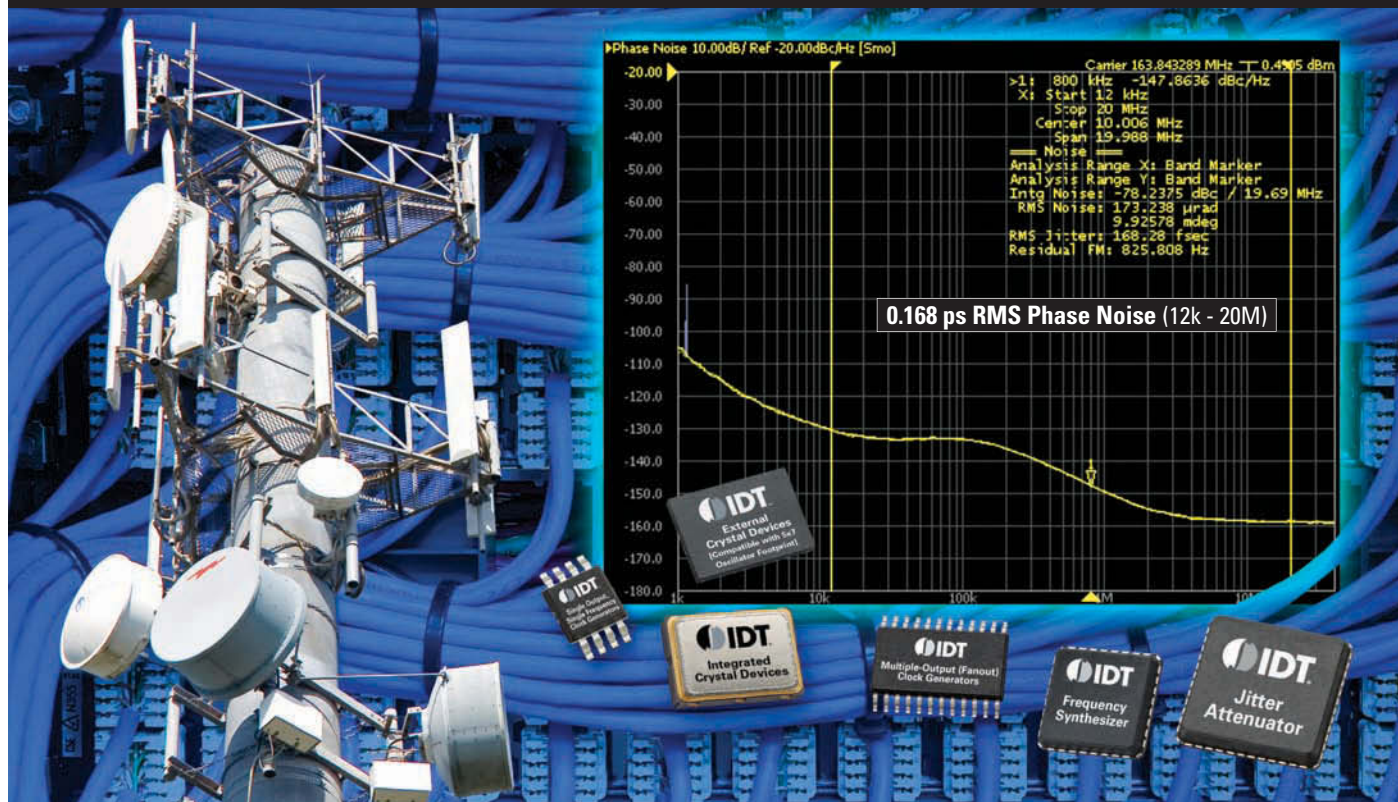 ▶Phase Noise 10.00dB/ Ref -20.00dBc/Hz [Smo]
Carrier 163.843289 MHz dBm
>1: 800 kHz -147.8636 dBc/Hz
X: Start 12 kHz
Stop 20 MHz
Center 10.006 MHz
Span 19.988 MHz
=== Noise ===
Analysis Range X: Band Marker
Analysis Range Y: Band Marker
Intg Noise: -78.2375 dBc / 19.69 MHz
RMS Noise: 173.238 µrad
9.92578 mdeg
RMS Jitter: 168.28 fsec
Residual FM: 825.808 Hz
-20.00
-30.00
-40.00
-50.00
-60.00
-70.00
-80.00
-90.00
-100.0
-110.0
-120.0
-130.0
-140.0
-150.0
-160.0
-170.0
-180.0
1k 10k 100k
0.168 ps RMS Phase Noise (12k - 20M)
IDT
External
Crystal Devices
[Compatible with 5x7
Oscillator Footprint]
IDT
Single Output,
Single Frequency
Clock Generators
IDT
Integrated
Crystal Devices
IDT
Multiple-Output (Fanout)
Clock Generators
IDT
Frequency
Synthesizer
IDT
Jitter
Attenuator